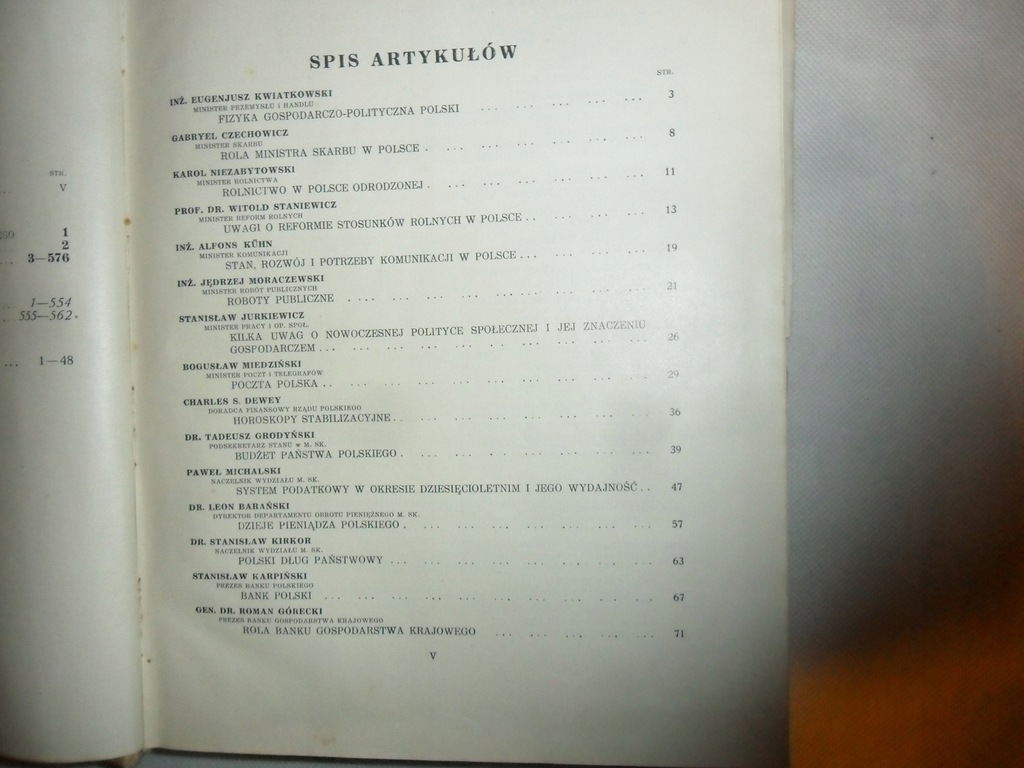 STR.
V
1
2
3—576
1—554
555—562
... 1—48
SPIS ARTYKUŁÓW
STR.
INŻ. EUGENJUSZ KWIATKOWSKI
MINISTER PRZEMYSŁU i HANDLU
FIZYKA GOSPODARCZO-POLITYCZNA POLSKI ... ... ... ... ... 3
GABRYEL CZECHOWICZ
MINISTER SKARBU
ROLA MINISTRA SKARBU W POLSCE . ... ... ... ... ... ... 8
KAROL NIEZABYTOWSKI
MINISTER ROLNICTWA
ROLNICTWO W POLSCE ODRODZONEJ . ... ... ... ... ... ... 11
PROF. DR. WITOLD STANIEWICZ
MINISTER REFORM ROLNYCH
UWAGI O REFORMIE STOSUNKÓW ROLNYCH W POLSCE .. ... ... ... 13
INŻ. ALFONS KÜHN
MINISTER KOMUNIKACJI
STAN, ROZWÓJ I POTRZEBY KOMUNIKACJI W POLSCE ... ... ... ... 19
INŻ. JĘDRZEJ MORACZEWSKI
MINISTER ROBÓT PUBLICZNYCH
ROBOTY PUBLICZNE .... ... ... ... ... ... ... ... 21
STANISŁAW JURKIEWICZ
MINISTER PRACY I OP. SPOŁ.
KILKA UWAG O NOWOCZESNEJ POLITYCE SPOŁECZNEJ I JEJ ZNACZENIU
GOSPODARCZEM ... ... ... ... ... ... ... ... ... 26
BOGUSŁAW MIEDZIŃSKI
MINISTER POCZT I TELEGRAFÓW
POCZTA POLSKA .. ... ... ... ... ... ... ... ... 29
CHARLES S. DEWEY
DORADCA FINANSOWY RZĄDU POLSKIEGO
HOROSKOPY STABILIZACYJNE .. ... ... ... ... ... ... 36
DR. TADEUSZ GRODYŃSKI
PODSEKRETARZ STANU w M. SK.
BUDŻET PAŃSTWA POLSKIEGO . ... ... ... ... ... ... ... 39
PAWEŁ MICHALSKI
NACZELNIK WYDZIAŁU M. SK.
SYSTEM PODATKOWY W OKRESIE DZIESIĘCIOLETNIM I JEGO WYDAJNOŚĆ .. 47
DR. LEON BARAŃSKI
DYREKTOR DEPARTAMENTU OBROTU PIENIĘŻNEGO M. SK.
DZIEJE PIENIĄDZA POLSKIEGO . ... ... ... ... ... ... ... 57
DR. STANISŁAW KIRKOR
NACZELNIK WYDZIAŁU M. SK.
POLSKI DŁUG PAŃSTWOWY ... ... ... ... ... ... ... ... 63
STANISŁAW KARPIŃSKI
PREZES BANKU POLSKIEGO
BANK POLSKI ... ... ... ... ... ... ... ... ... ... 67
GEN. DR. ROMAN GÓRECKI
PREZES BANKU GOSPODARSTWA KRAJOWEGO
ROLA BANKU GOSPODARSTWA KRAJOWEGO ... ... ... ... ... 71
V